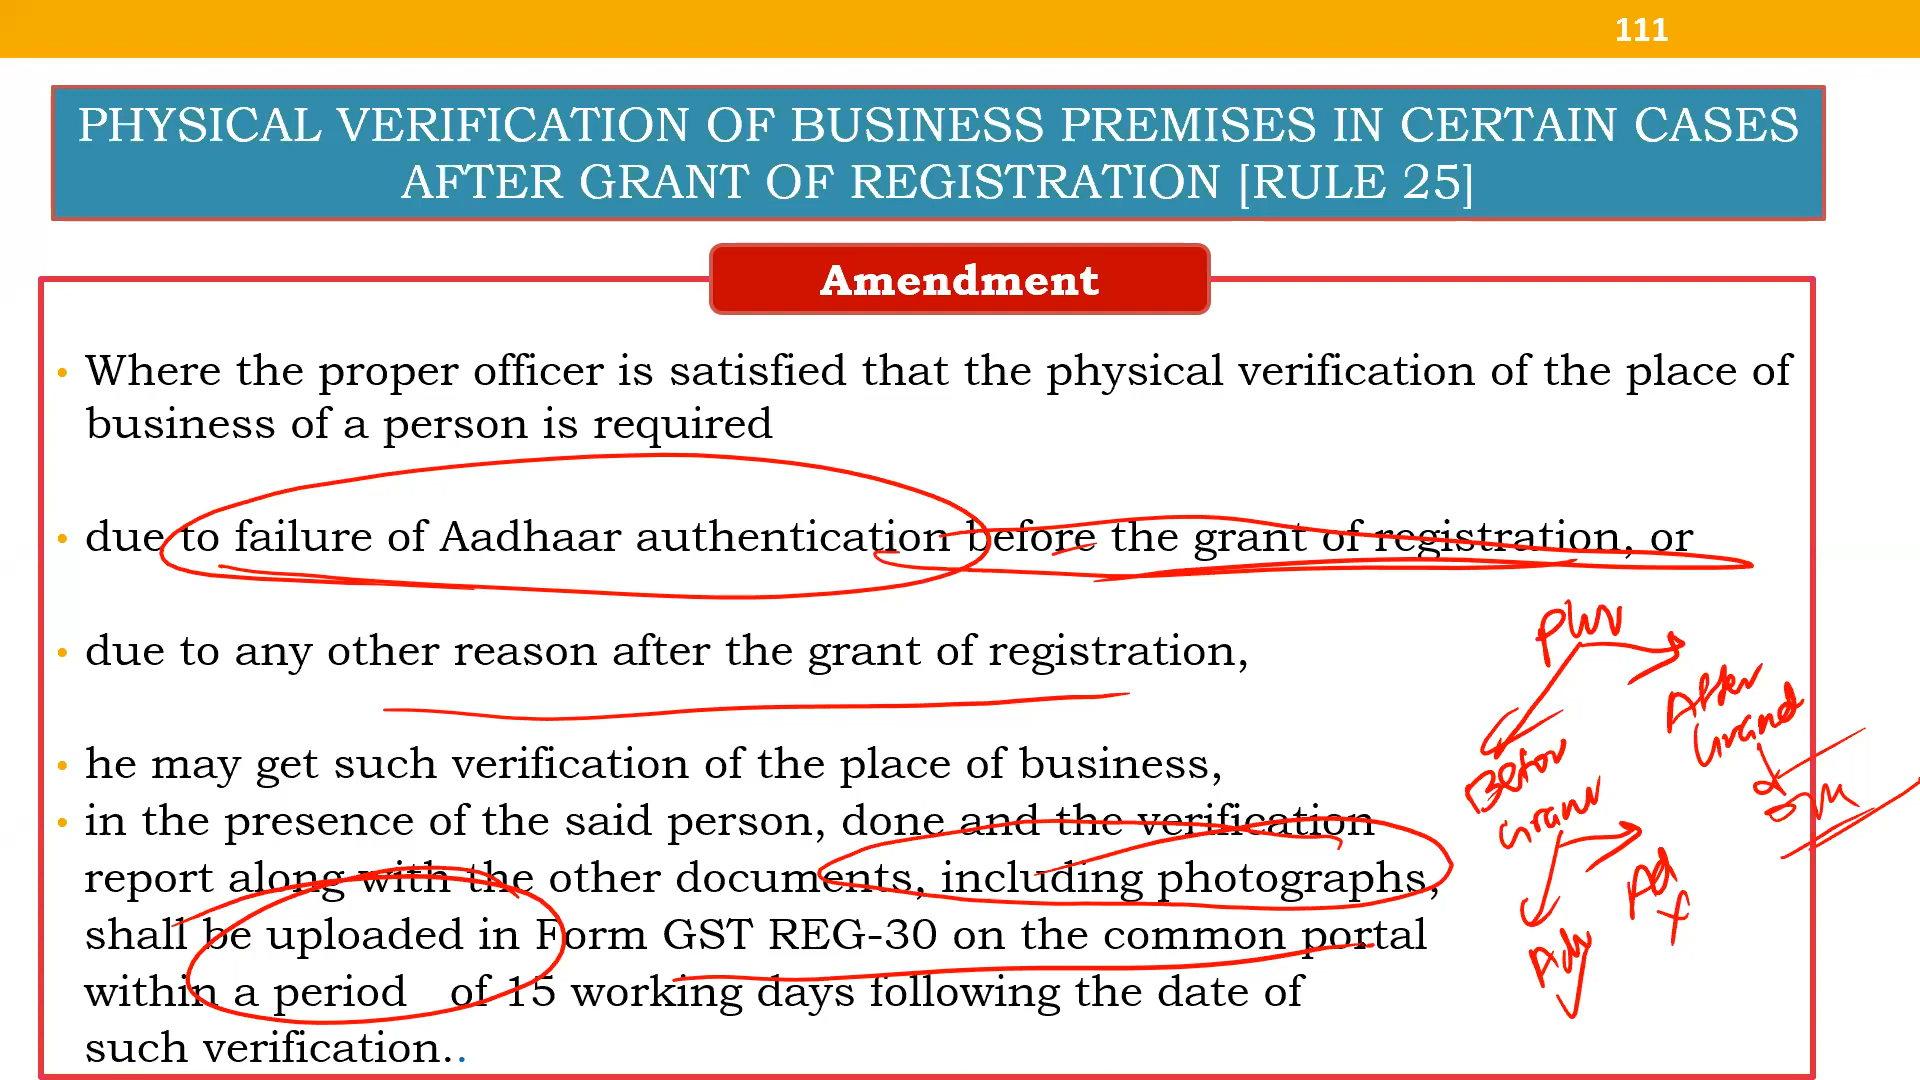 111
PHYSICAL VERIFICATION OF BUSINESS PREMISES IN CERTAIN CASES
AFTER GRANT OF REGISTRATION [RULE 25]
Amendment
• Where the proper officer is satisfied that the physical verification of the place of
business of a person is required
• due to failure of Aadhaar authentication before the grant of registration, or
• due to any other reason after the grant of registration,
• he may get such verification of the place of business,
• in the presence of the said person, done and the verification
report along with the other documents, including photographs,
shall be uploaded in Form GST REG-30 on the common portal
within a period of 15 working days following the date of
such verification..
After
Ad